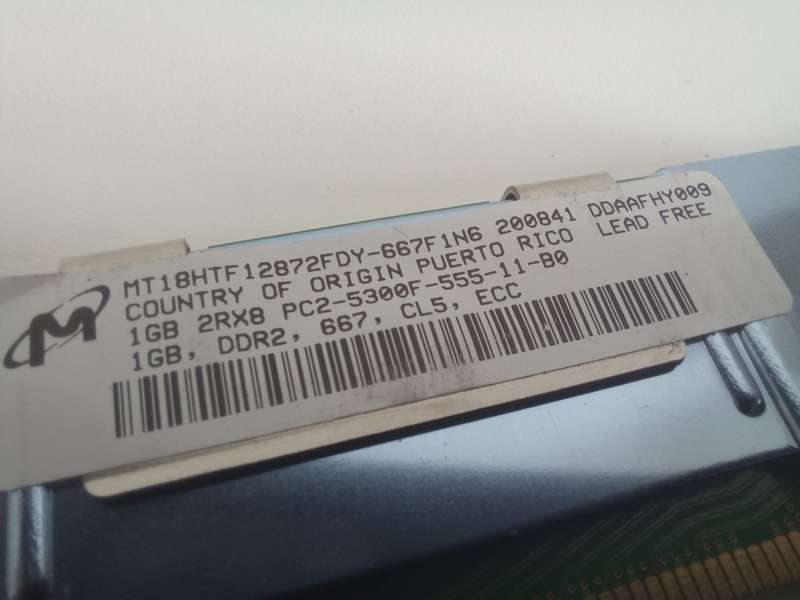 MT18HTF12872FDY-667F1N6 200841 DDAAFHY009
COUNTRY OF ORIGIN PUERTO RICO LEAD FREE
1GB 2RX8 PC2-5300F-555-11-B0
1GB, DDR2, 667, CL5, ECC